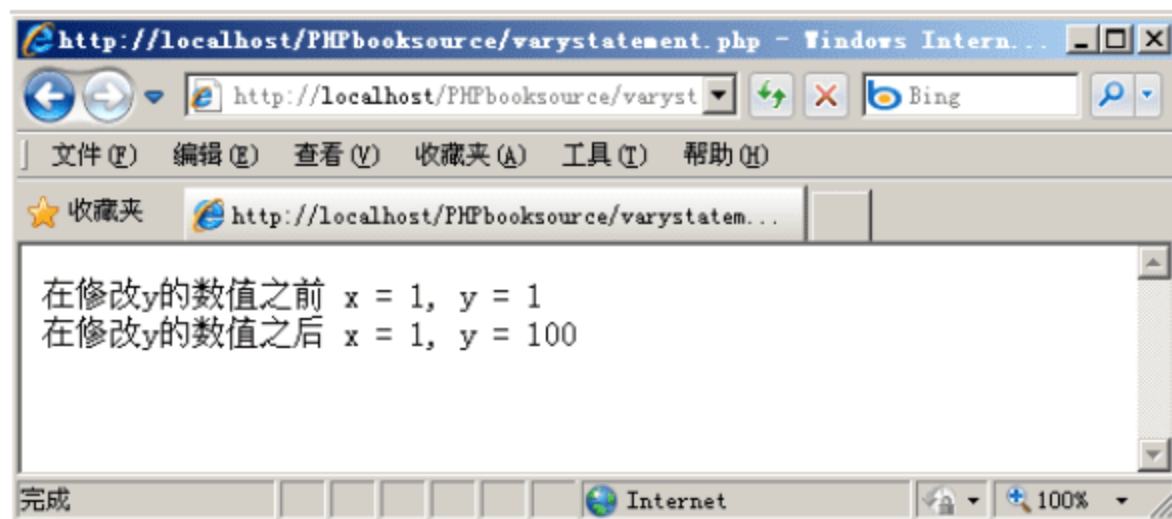 http://localhost/PHPbooksource/varystatement.php - Windows Intern...
http://localhost/PHPbooksource/varyst
Bing
文件(F) 编辑(E) 查看(V) 收藏夹(A) 工具(T) 帮助(H)
收藏夹 http://localhost/PHPbooksource/varystatem...
在修改y的数值之前 x = 1, y = 1
在修改y的数值之后 x = 1, y = 100
完成 Internet 100%